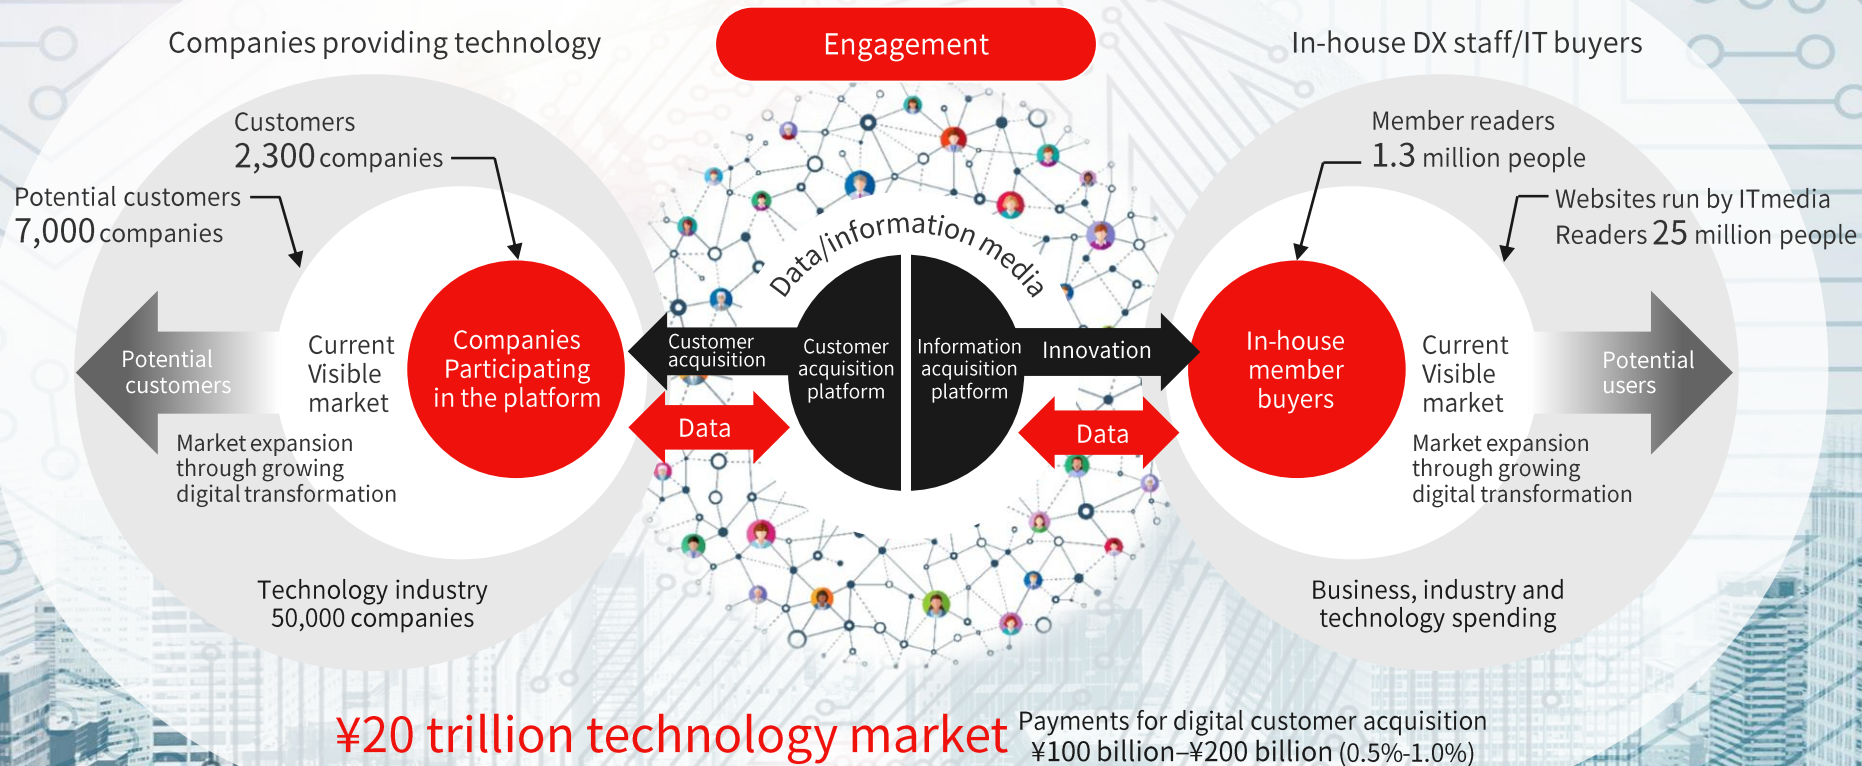 Companies providing technology
Engagement
In-house DX staff/IT buyers
Customers
2,300 companies
Potential customers
7,000 companies
Member readers
1.3 million people
Websites run by ITmedia
Readers 25 million people
Data/information media
Potential
customers
Current
Visible
market
Companies
Participating
in the platform
Customer
acquisition
Customer
acquisition
platform
Information
acquisition
platform
Innovation
Data
Data
In-house
member
buyers
Current
Visible
market
Potential
users
Market expansion
through growing
digital transformation
Market expansion
through growing
digital transformation
Technology industry
50,000 companies
Business, industry and
technology spending
¥20 trillion technology market
Payments for digital customer acquisition
¥100 billion–¥200 billion (0.5%-1.0%)